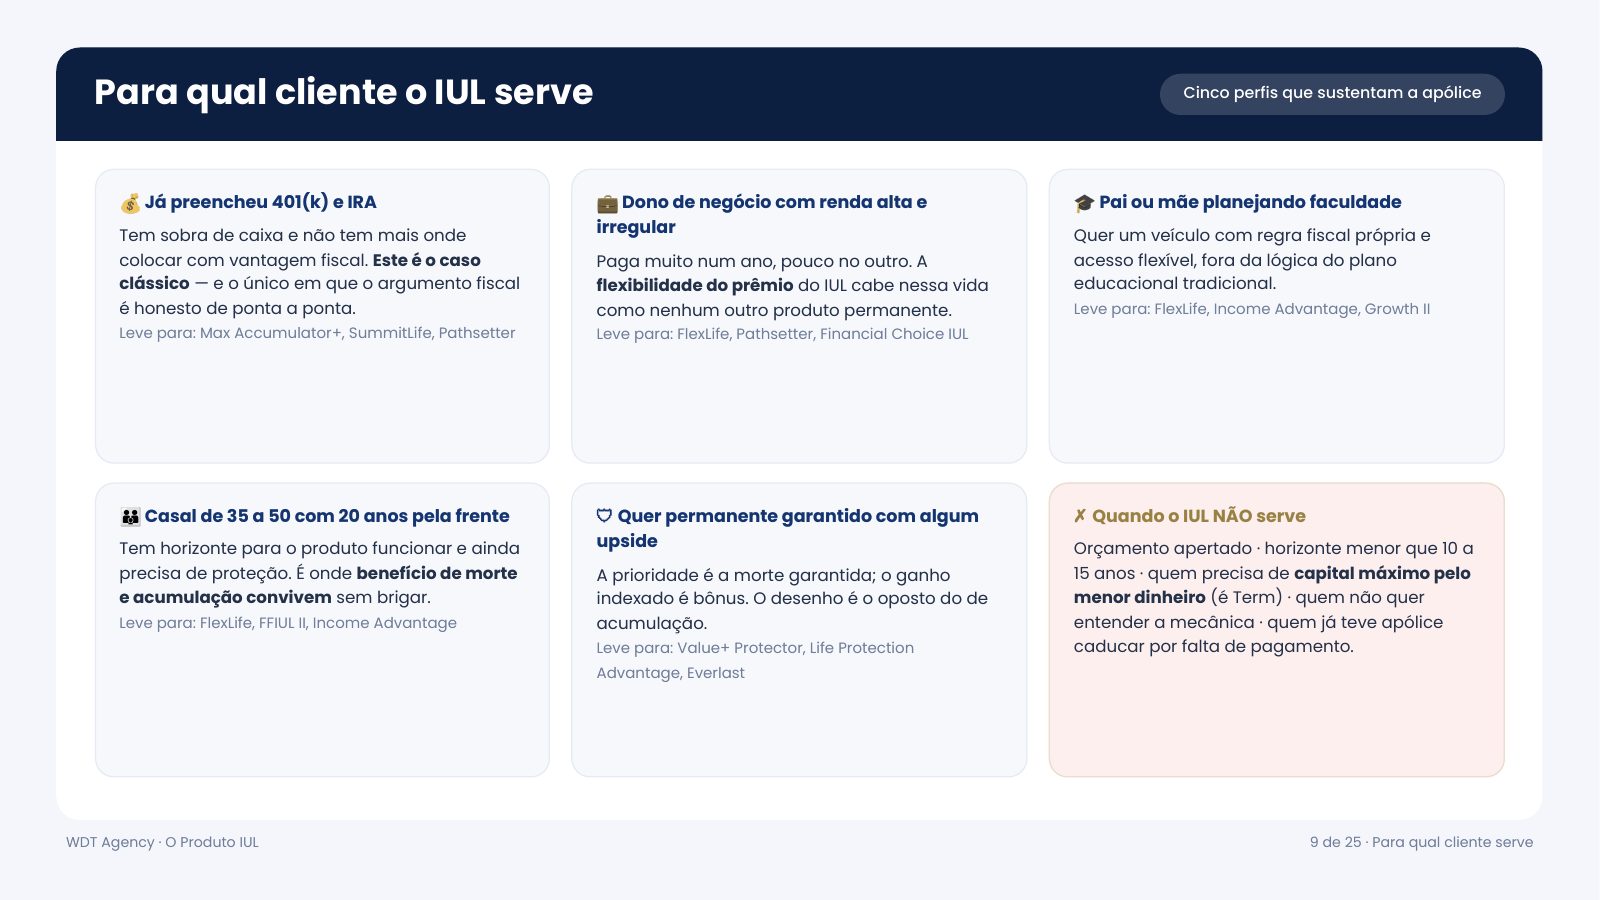 Para qual cliente o IUL serve
Cinco perfis que sustentam a apólice
💰 Já preencheu 401(k) e IRA
Tem sobra de caixa e não tem mais onde
colocar com vantagem fiscal. Este é o caso
clássico — e o único em que o argumento fiscal
é honesto de ponta a ponta.
Leve para: Max Accumulator+, SummitLife, Pathsetter
💼 Dono de negócio com renda alta e
irregular
Paga muito num ano, pouco no outro. A
flexibilidade do prêmio do IUL cabe nessa vida
como nenhum outro produto permanente.
Leve para: FlexLife, Pathsetter, Financial Choice IUL
🎓 Pai ou mãe planejando faculdade
Quer um veículo com regra fiscal própria e
acesso flexível, fora da lógica do plano
educacional tradicional.
Leve para: FlexLife, Income Advantage, Growth II
👪 Casal de 35 a 50 com 20 anos pela frente
Tem horizonte para o produto funcionar e ainda
precisa de proteção. É onde benefício de morte
e acumulação convivem sem brigar.
Leve para: FlexLife, FFIUL II, Income Advantage
🛡 Quer permanente garantido com algum
upside
A prioridade é a morte garantida; o ganho
indexado é bônus. O desenho é o oposto do de
acumulação.
Leve para: Value+ Protector, Life Protection
Advantage, Everlast
✗ Quando o IUL NÃO serve
Orçamento apertado · horizonte menor que 10 a
15 anos · quem precisa de capital máximo pelo
menor dinheiro (é Term) · quem não quer
entender a mecânica · quem já teve apólice
caducar por falta de pagamento.
WDT Agency · O Produto IUL
9 de 25 · Para qual cliente serve